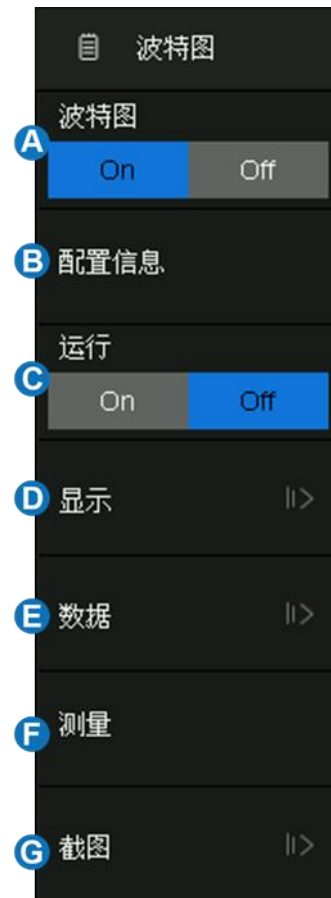 波特图
波特图
A
On Off
B 配置信息
运行
C
On Off
D 显示
E 数据
F 测量
G 截图